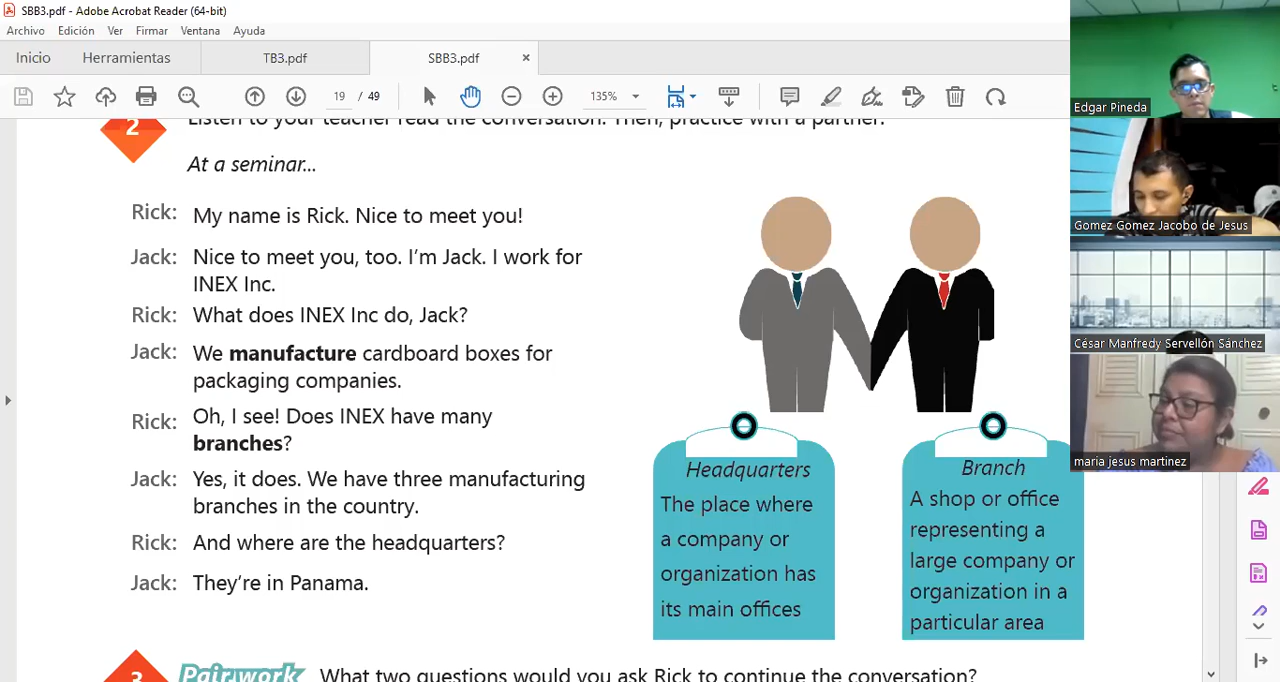 SBB3.pdf - Adobe Acrobat Reader (64-bit)
Archivo Edición Ver Firmar Ventana Ayuda
Inicio Herramientas TB3.pdf SBB3.pdf ×
19 / 49 135%
2 Listen to your teacher read the conversation. Then, practice with a partner.
At a seminar...
Rick: My name is Rick. Nice to meet you!
Jack: Nice to meet you, too. I'm Jack. I work for
INEX Inc.
Rick: What does INEX Inc do, Jack?
Jack: We manufacture cardboard boxes for
packaging companies.
Rick: Oh, I see! Does INEX have many
branches?
Jack: Yes, it does. We have three manufacturing
branches in the country.
Rick: And where are the headquarters?
Jack: They're in Panama.
Headquarters
The place where
a company or
organization has
its main offices
Branch
A shop or office
representing a
large company or
organization in a
particular area
3 Pair work What two questions would you ask Rick to continue the conversation?
Edgar Pineda
Gomez Gomez Jacobo de Jesus
César Manfredy Servellón Sánchez
maria jesus martinez